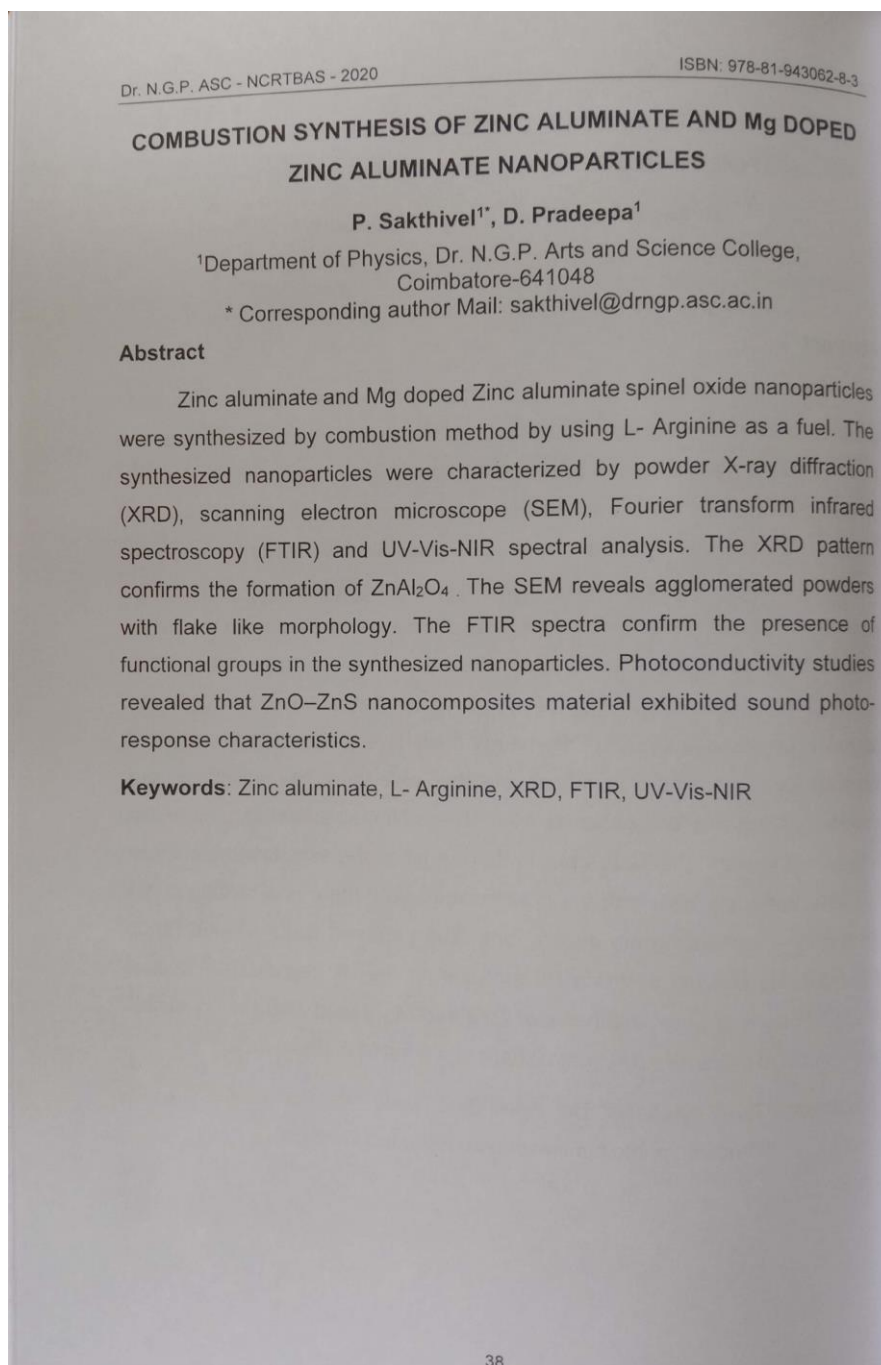 Dr. N.G.P. ASC - NCRTBAS - 2020 ISBN: 978-81-943062-8-3
COMBUSTION SYNTHESIS OF ZINC ALUMINATE AND Mg DOPED
ZINC ALUMINATE NANOPARTICLES
P. Sakthivel¹*, D. Pradeepa¹
¹Department of Physics, Dr. N.G.P. Arts and Science College,
Coimbatore-641048
* Corresponding author Mail: sakthivel@drngp.asc.ac.in
Abstract
Zinc aluminate and Mg doped Zinc aluminate spinel oxide nanoparticles
were synthesized by combustion method by using L- Arginine as a fuel. The
synthesized nanoparticles were characterized by powder X-ray diffraction
(XRD), scanning electron microscope (SEM), Fourier transform infrared
spectroscopy (FTIR) and UV-Vis-NIR spectral analysis. The XRD pattern
confirms the formation of ZnAl₂O₄ . The SEM reveals agglomerated powders
with flake like morphology. The FTIR spectra confirm the presence of
functional groups in the synthesized nanoparticles. Photoconductivity studies
revealed that ZnO–ZnS nanocomposites material exhibited sound photo-
response characteristics.
Keywords: Zinc aluminate, L- Arginine, XRD, FTIR, UV-Vis-NIR
38